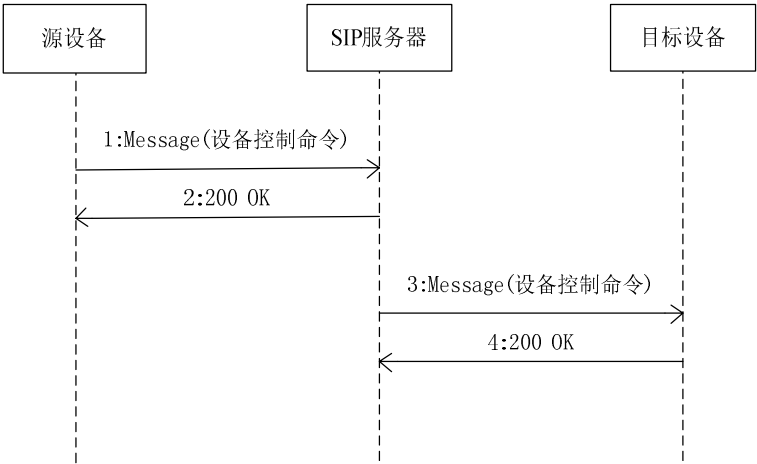 源设备
SIP服务器
目标设备
1:Message(设备控制命令)
2:200 OK
3:Message(设备控制命令)
4:200 OK